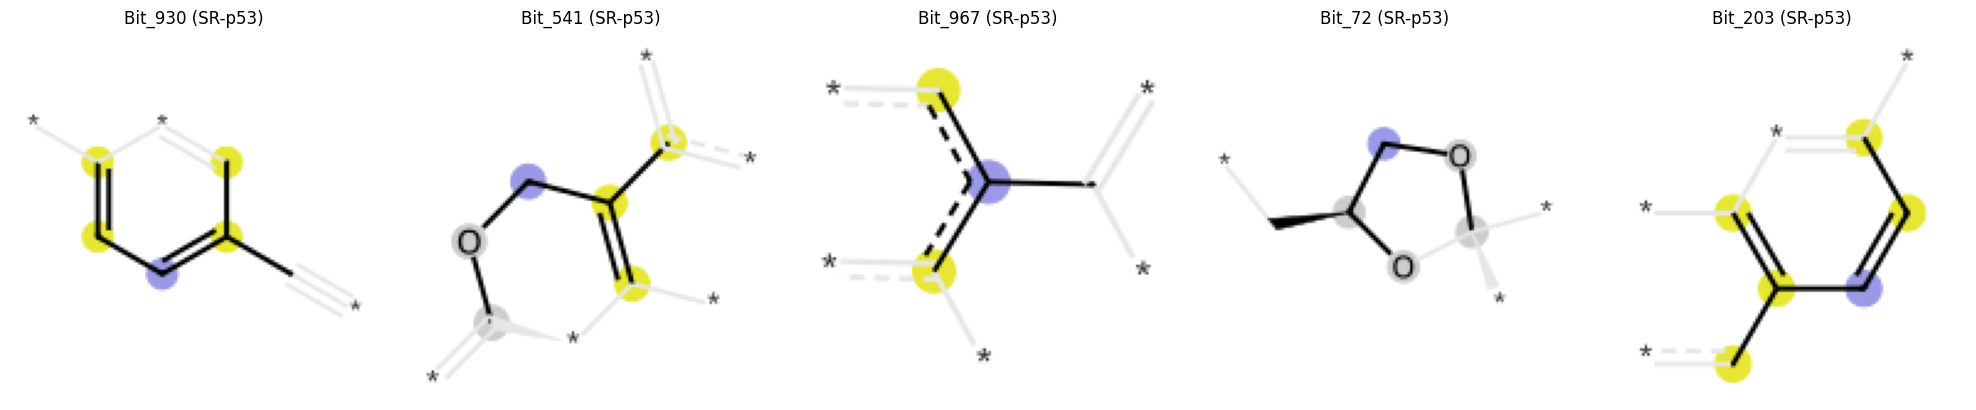 Bit_930 (SR-p53)
Bit_541 (SR-p53)
Bit_967 (SR-p53)
Bit_72 (SR-p53)
Bit_203 (SR-p53)
* * *
* * O * * *
* * * * *
* O O * *
* * * *